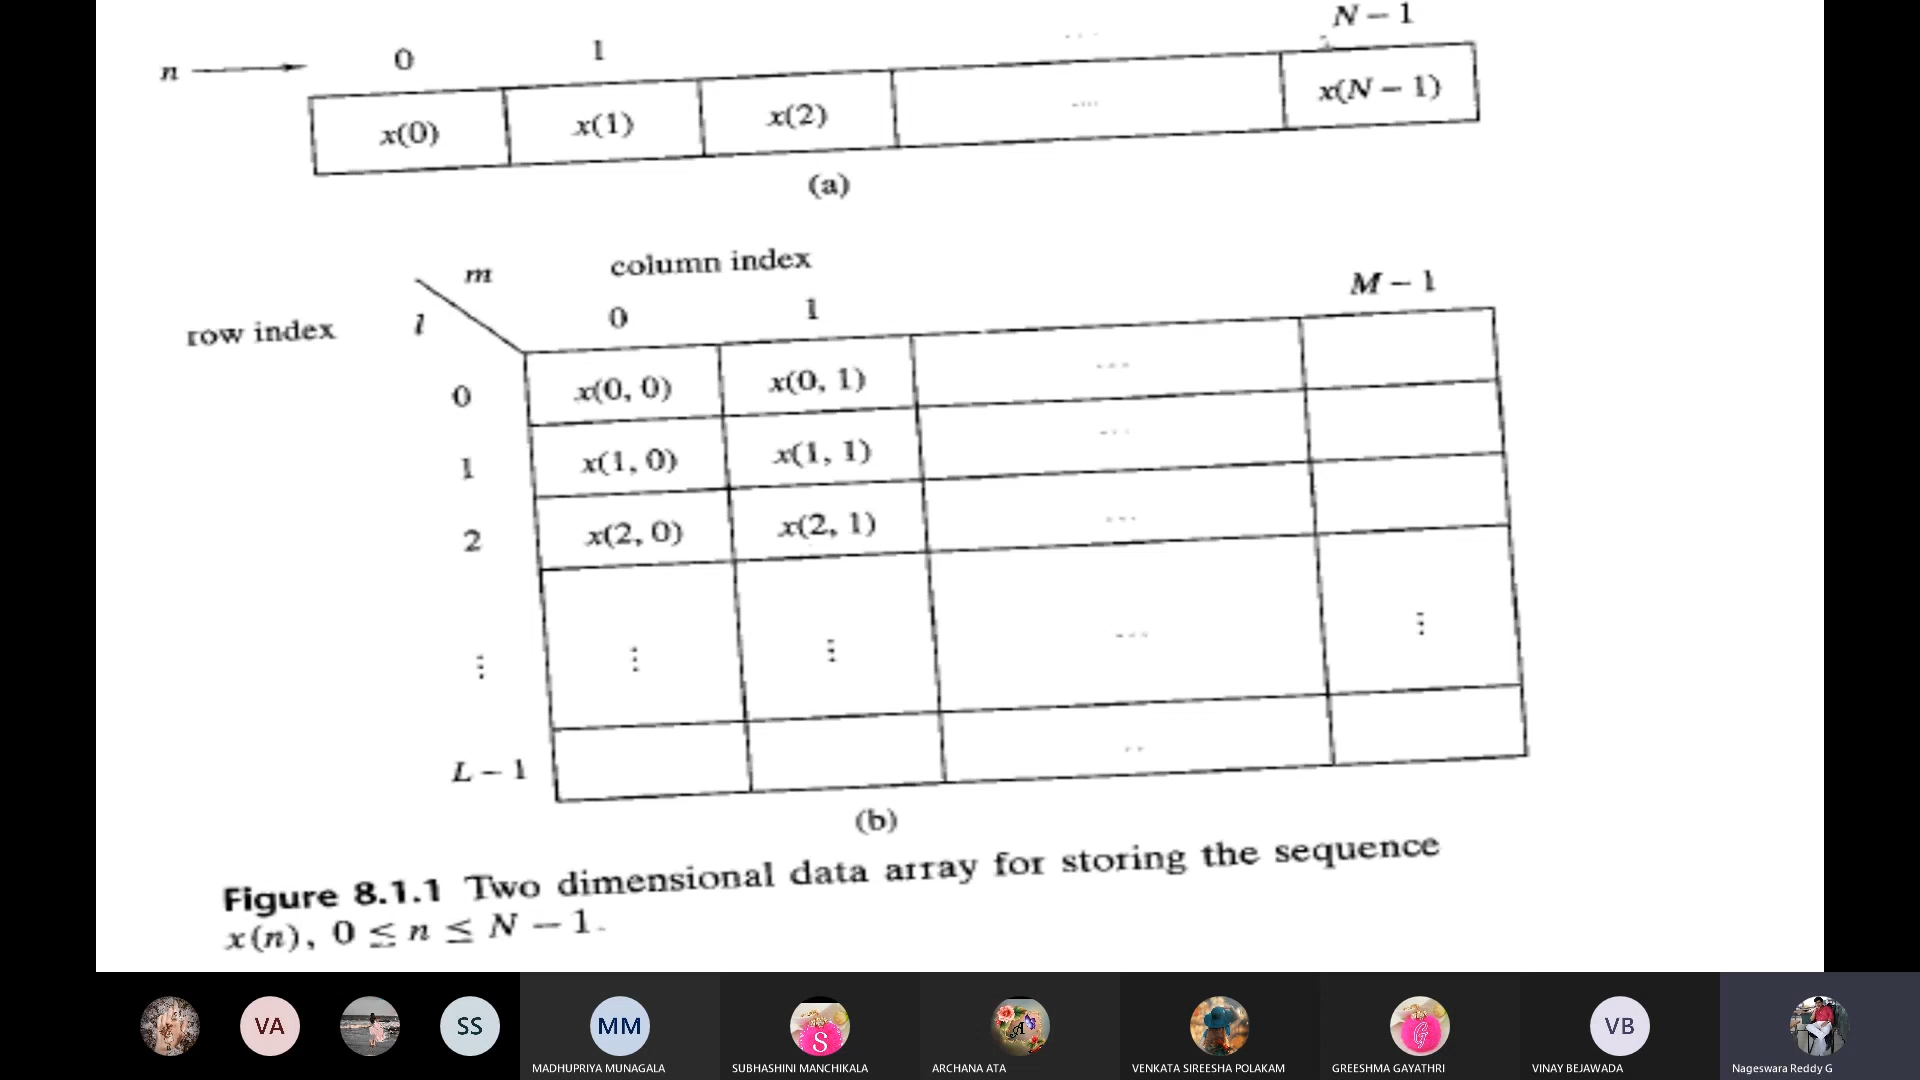 N − 1
n 0 1 ....
x(0) x(1) x(2) .... x(N − 1)
(a)
m column index
M − 1
row index l 0 1
0 x(0, 0) x(0, 1) ...
1 x(1, 0) x(1, 1) ...
2 x(2, 0) x(2, 1) ...
⋮ ⋮ ⋮ ... ⋮
L − 1 ..
(b)
Figure 8.1.1 Two dimensional data array for storing the sequence
x(n), 0 ≤ n ≤ N − 1.
VA SS MM S A G VB
MADHUPRIYA MUNAGALA SUBHASHINI MANCHIKALA ARCHANA ATA VENKATA SIREESHA POLAKAM GREESHMA GAYATHRI VINAY BEJAWADA Nageswara Reddy G